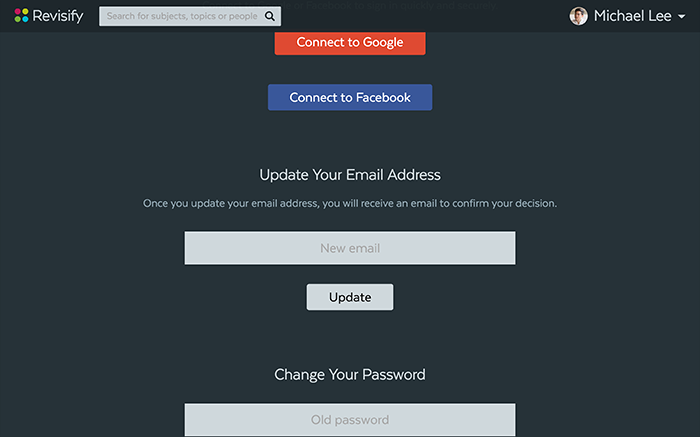 Revisify
Search for subjects, topics or people
Michael Lee
Connect to Google
Connect to Facebook
Update Your Email Address
Once you update your email address, you will receive an email to confirm your decision.
New email
Update
Change Your Password
Old password